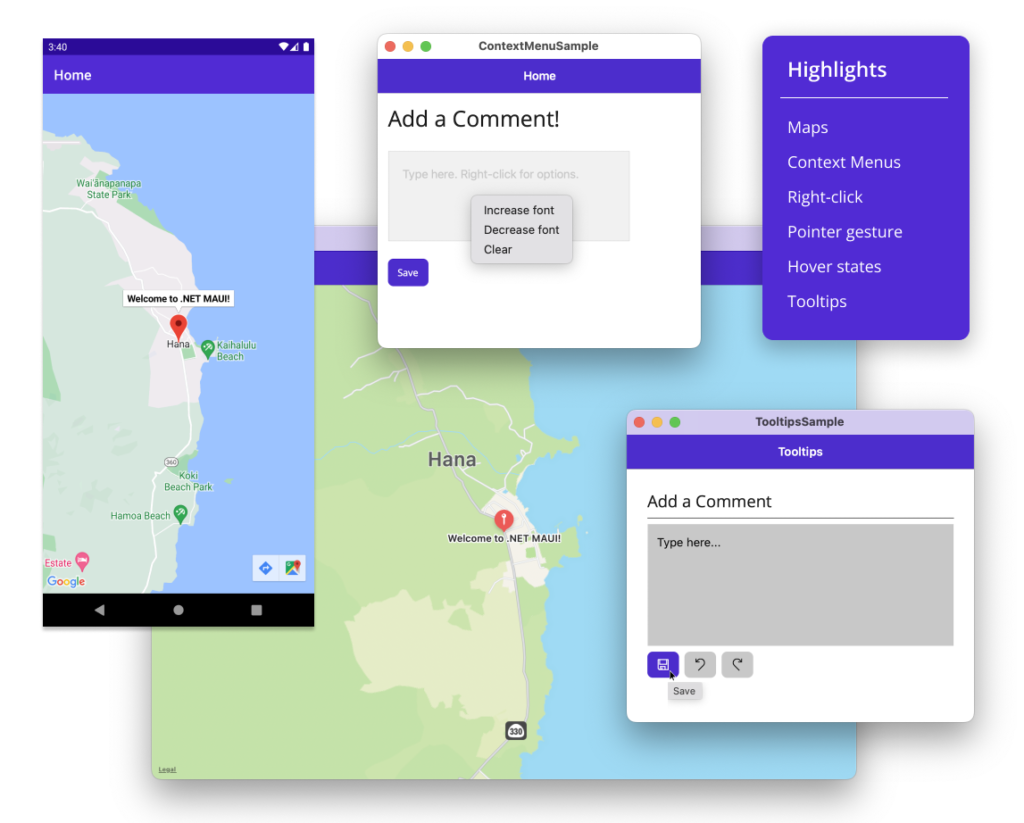 3:40
Home
Wai'ānapanapa
State Park
Welcome to .NET MAUI!
Hana
Kaihalulu
Beach
360
Koki
Beach Park
Hamoa Beach
Estate
Google
ContextMenuSample
Home
Add a Comment!
Type here. Right-click for options.
Increase font
Decrease font
Clear
Save
Highlights
Maps
Context Menus
Right-click
Pointer gesture
Hover states
Tooltips
Hana
Welcome to .NET MAUI!
330
Legal
TooltipsSample
Tooltips
Add a Comment
Type here...
Save